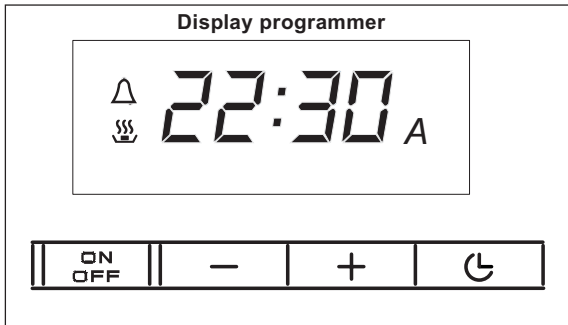 Display programmer
22:30 A
ON
OFF
− +